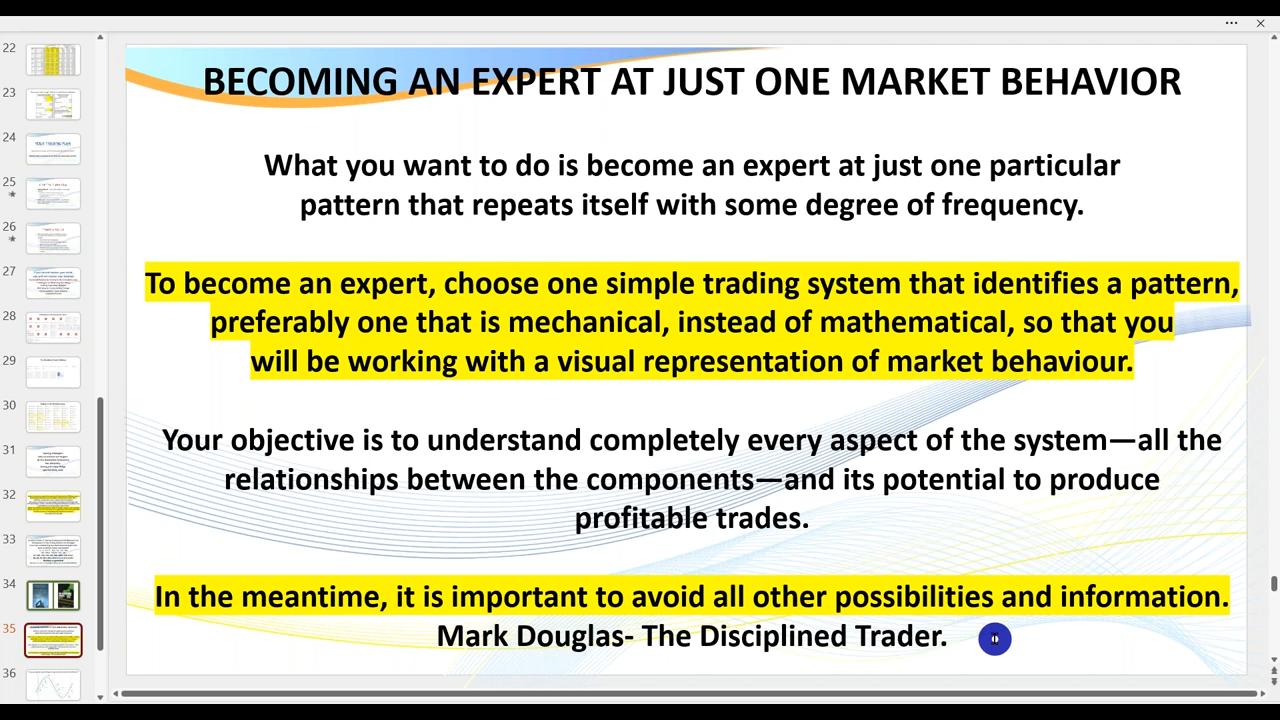 22
23
24
25
26
27
28
29
30
31
32
33
34
35
36
BECOMING AN EXPERT AT JUST ONE MARKET BEHAVIOR
What you want to do is become an expert at just one particular
pattern that repeats itself with some degree of frequency.
To become an expert, choose one simple trading system that identifies a pattern,
preferably one that is mechanical, instead of mathematical, so that you
will be working with a visual representation of market behaviour.
Your objective is to understand completely every aspect of the system—all the
relationships between the components—and its potential to produce
profitable trades.
In the meantime, it is important to avoid all other possibilities and information.
Mark Douglas- The Disciplined Trader.